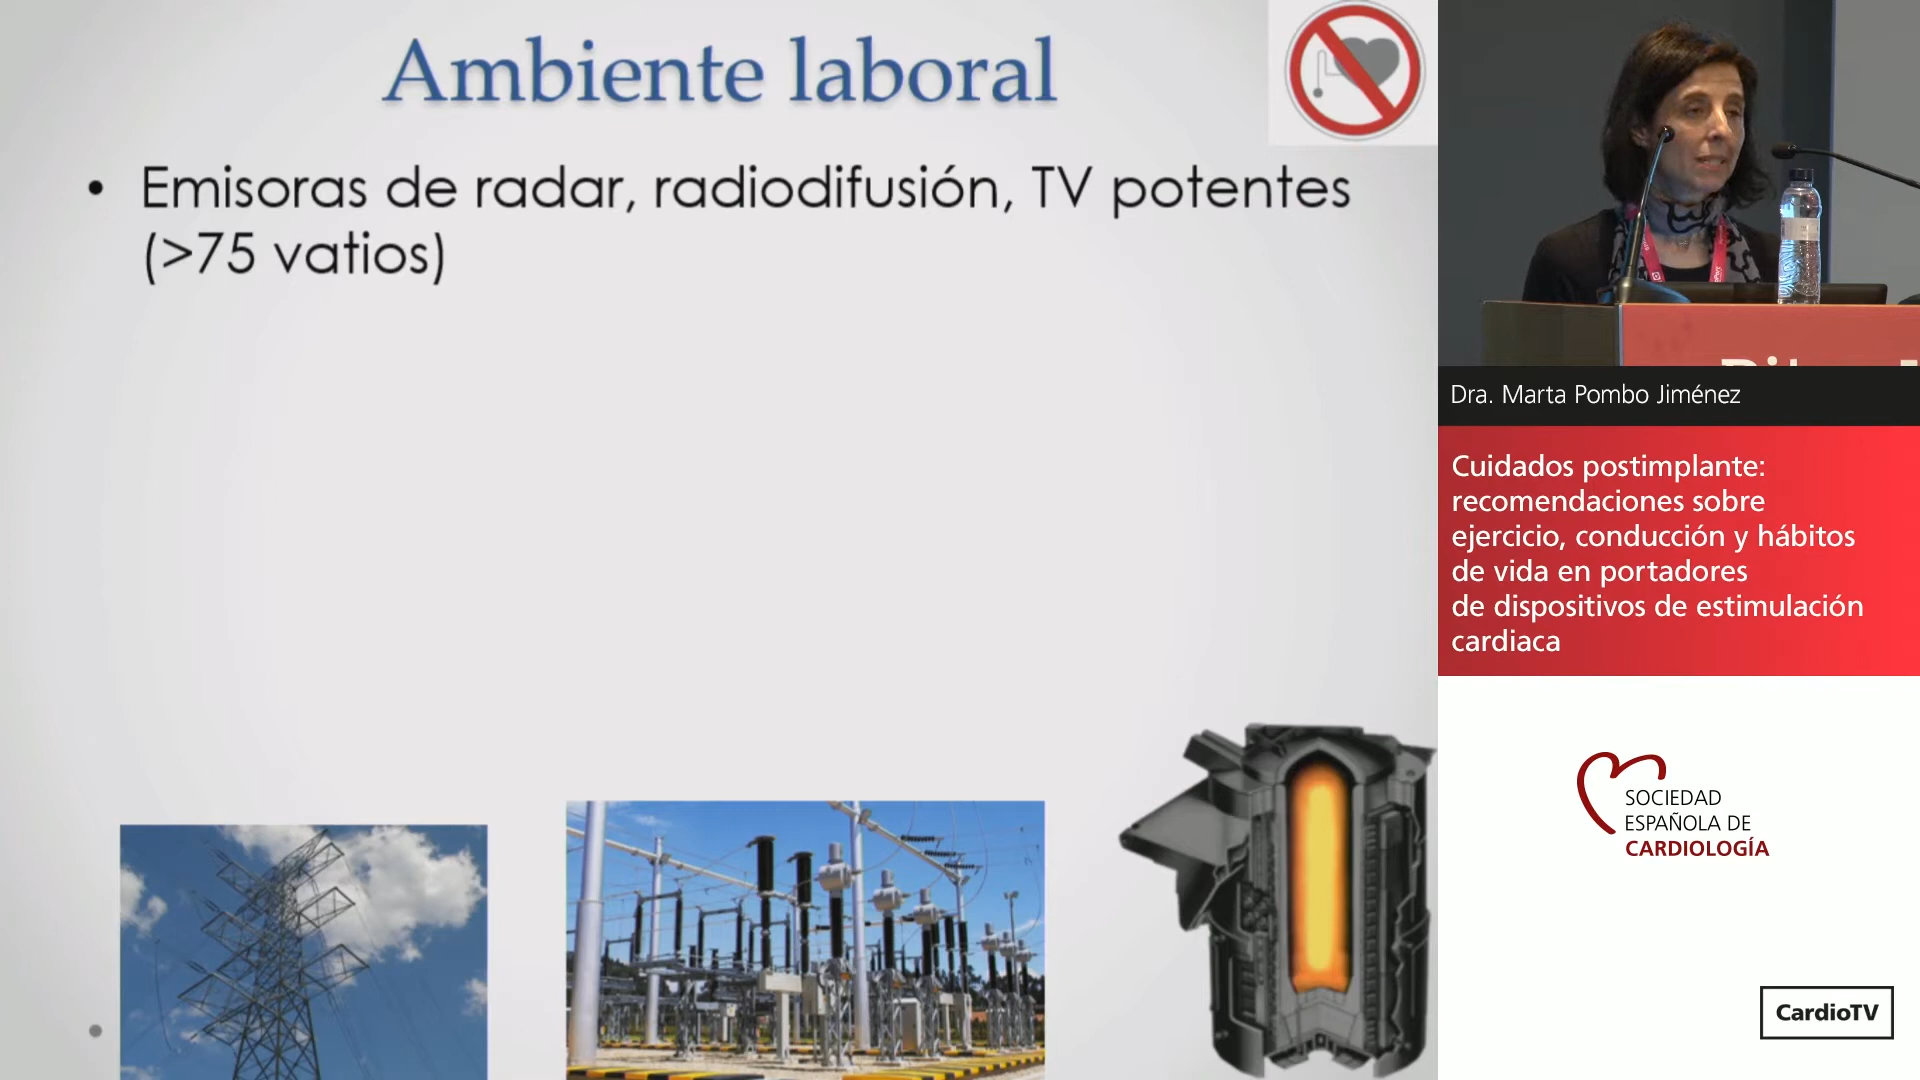 Ambiente laboral
• Emisoras de radar, radiodifusión, TV potentes
(>75 vatios)
Dra. Marta Pombo Jiménez
Cuidados postimplante:
recomendaciones sobre
ejercicio, conducción y hábitos
de vida en portadores
de dispositivos de estimulación
cardiaca
SOCIEDAD
ESPAÑOLA DE
CARDIOLOGÍA
CardioTV